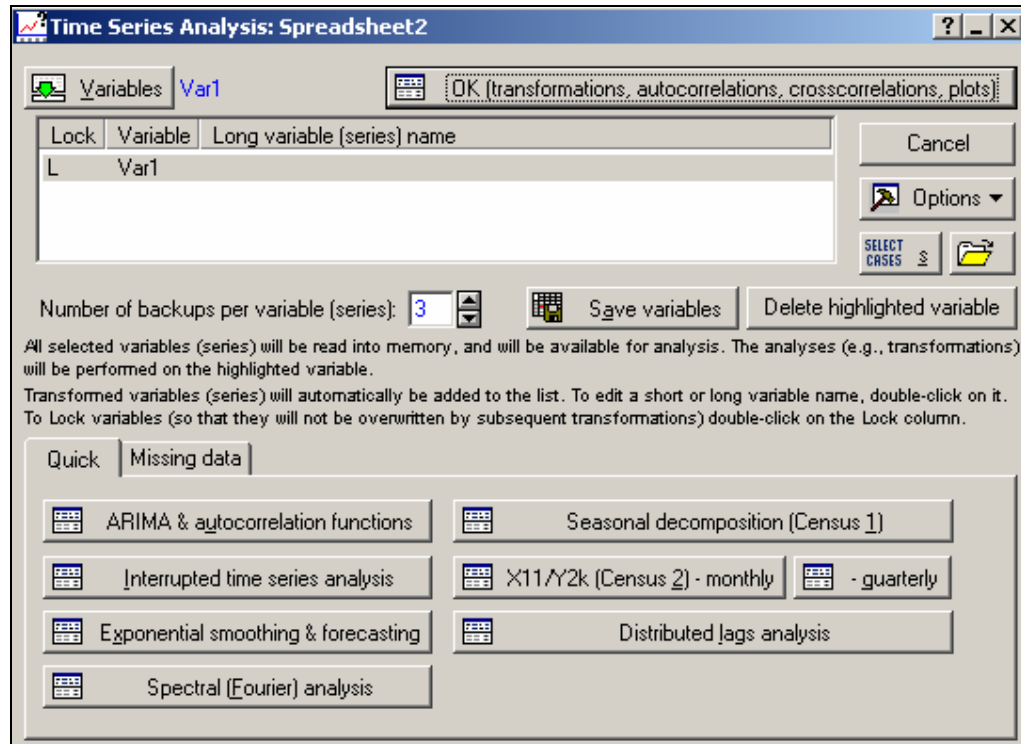 Time Series Analysis: Spreadsheet2
Variables Var1
OK (transformations, autocorrelations, crosscorrelations, plots)
Lock Variable Long variable (series) name
L Var1
Cancel
Options
SELECT CASES S
Number of backups per variable (series): 3
Save variables
Delete highlighted variable
All selected variables (series) will be read into memory, and will be available for analysis. The analyses (e.g., transformations)
will be performed on the highlighted variable.
Transformed variables (series) will automatically be added to the list. To edit a short or long variable name, double-click on it.
To Lock variables (so that they will not be overwritten by subsequent transformations) double-click on the Lock column.
Quick Missing data
ARIMA & autocorrelation functions
Seasonal decomposition (Census 1)
Interrupted time series analysis
X11/Y2k (Census 2) - monthly
- quarterly
Exponential smoothing & forecasting
Distributed lags analysis
Spectral (Fourier) analysis